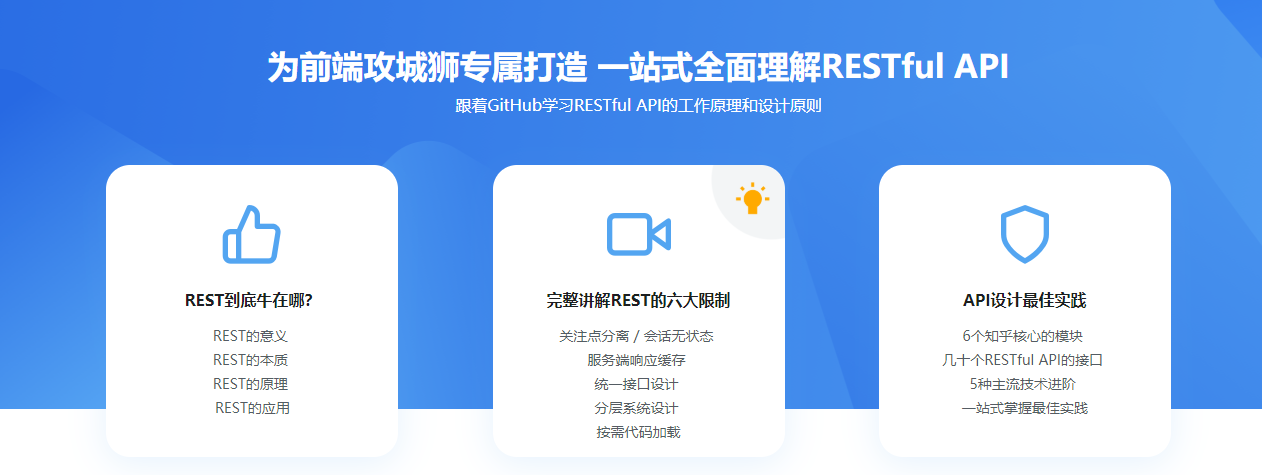 为前端攻城狮专属打造 一站式全面理解RESTful API
跟着GitHub学习RESTful API的工作原理和设计原则
REST到底牛在哪?
REST的意义
REST的本质
REST的原理
REST的应用
完整讲解REST的六大限制
关注点分离 / 会话无状态
服务端响应缓存
统一接口设计
分层系统设计
按需代码加载
API设计最佳实践
6个知乎核心的模块
几十个RESTful API的接口
5种主流技术进阶
一站式掌握最佳实践